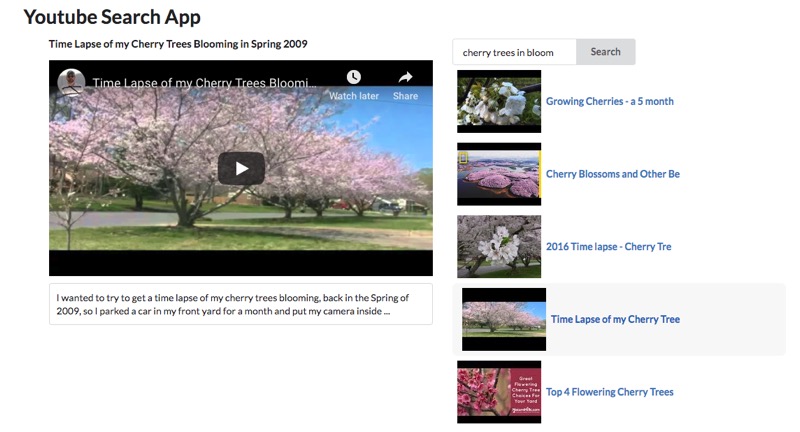 Youtube Search App
Time Lapse of my Cherry Trees Blooming in Spring 2009
Time Lapse of my Cherry Trees Bloomi...
Watch later
Share
I wanted to try to get a time lapse of my cherry trees blooming, back in the Spring of
2009, so I parked a car in my front yard for a month and put my camera inside ...
cherry trees in bloom
Search
Growing Cherries - a 5 month
Cherry Blossoms and Other Be
2016 Time lapse - Cherry Tre
Time Lapse of my Cherry Tree
Great
Flowering
Cherry Tree
Choices For
Your Yard
Top 4 Flowering Cherry Trees